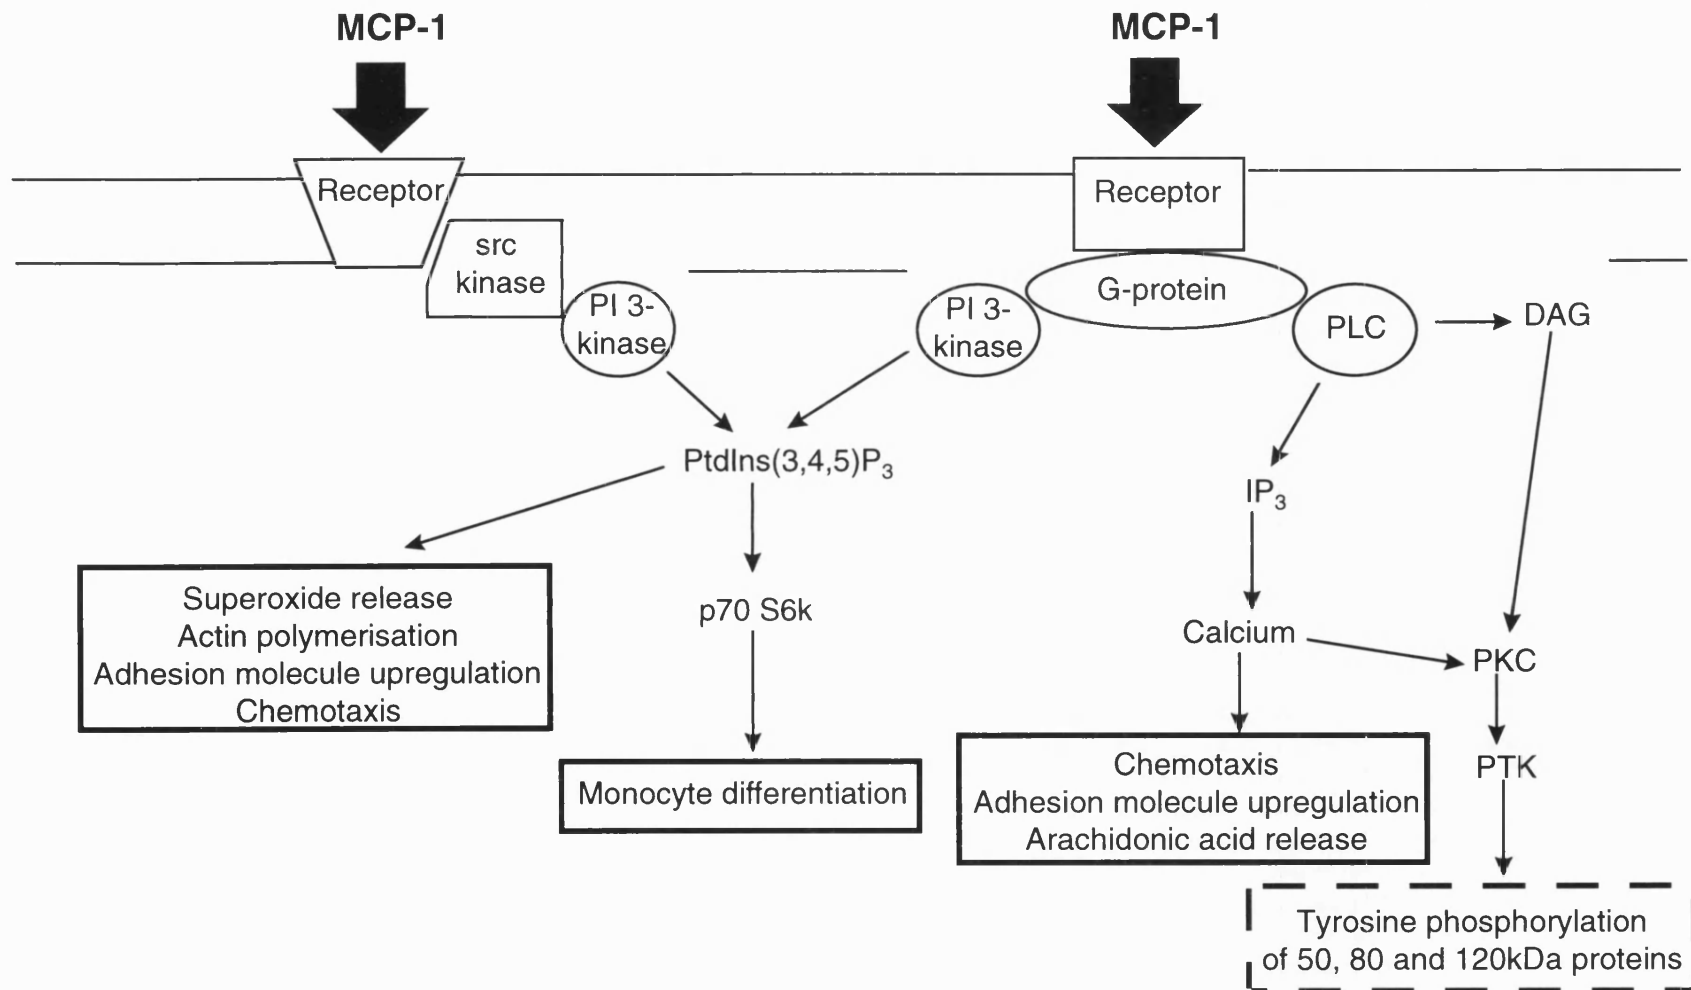 MCP-1
MCP-1
Receptor
Receptor
src
kinase
PI 3-
kinase
PI 3-
kinase
G-protein
PLC
DAG
PtdIns(3,4,5)P₃
IP₃
Superoxide release
Actin polymerisation
Adhesion molecule upregulation
Chemotaxis
p70 S6k
Calcium
PKC
Monocyte differentiation
Chemotaxis
Adhesion molecule upregulation
Arachidonic acid release
PTK
Tyrosine phosphorylation
of 50, 80 and 120kDa proteins